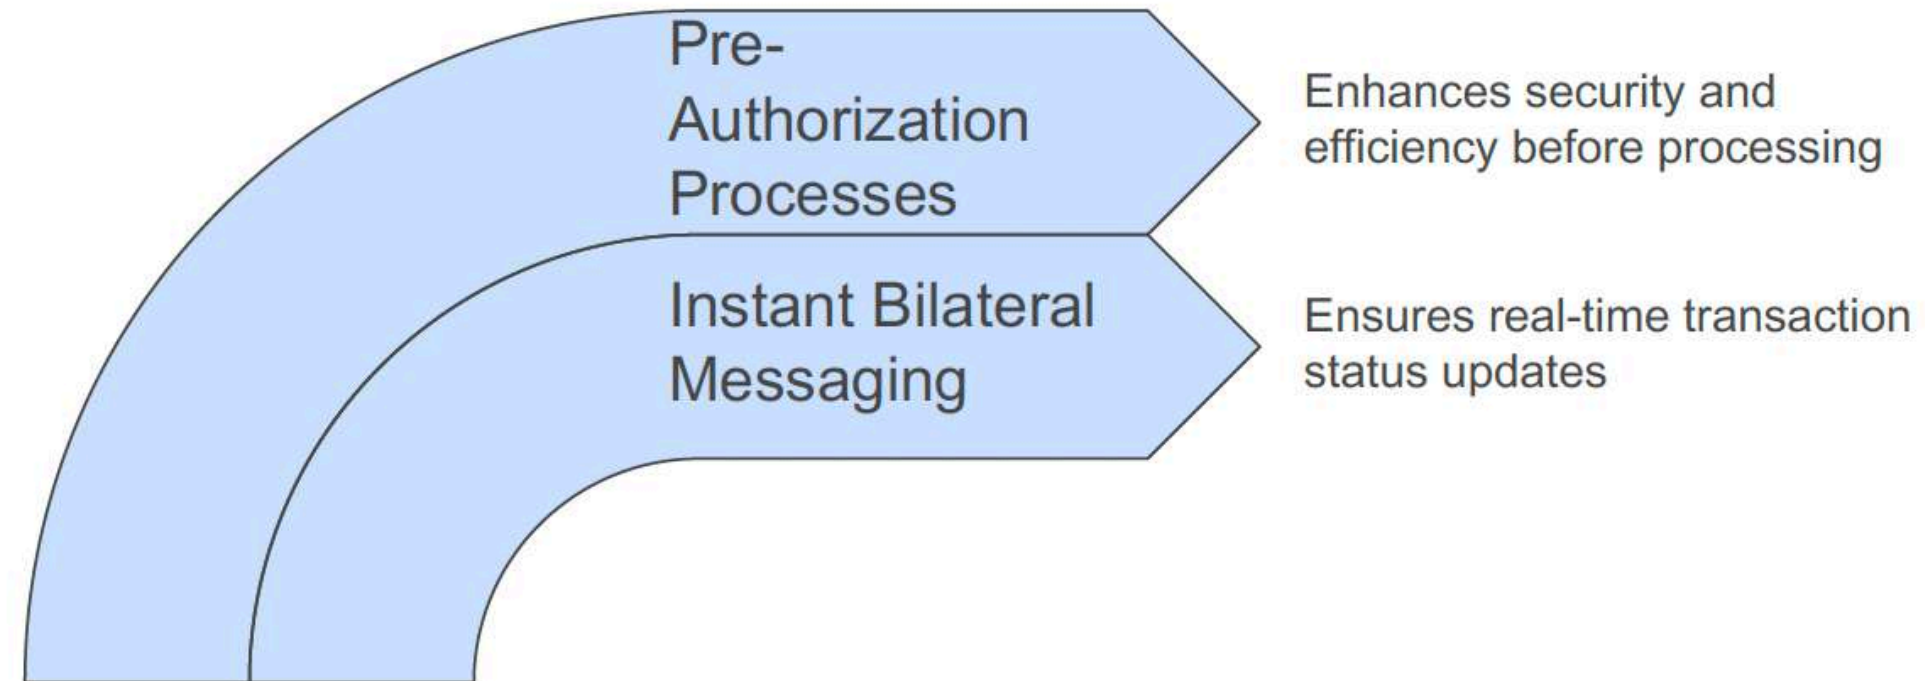 Pre-
Authorization
Processes
Enhances security and
efficiency before processing
Instant Bilateral
Messaging
Ensures real-time transaction
status updates